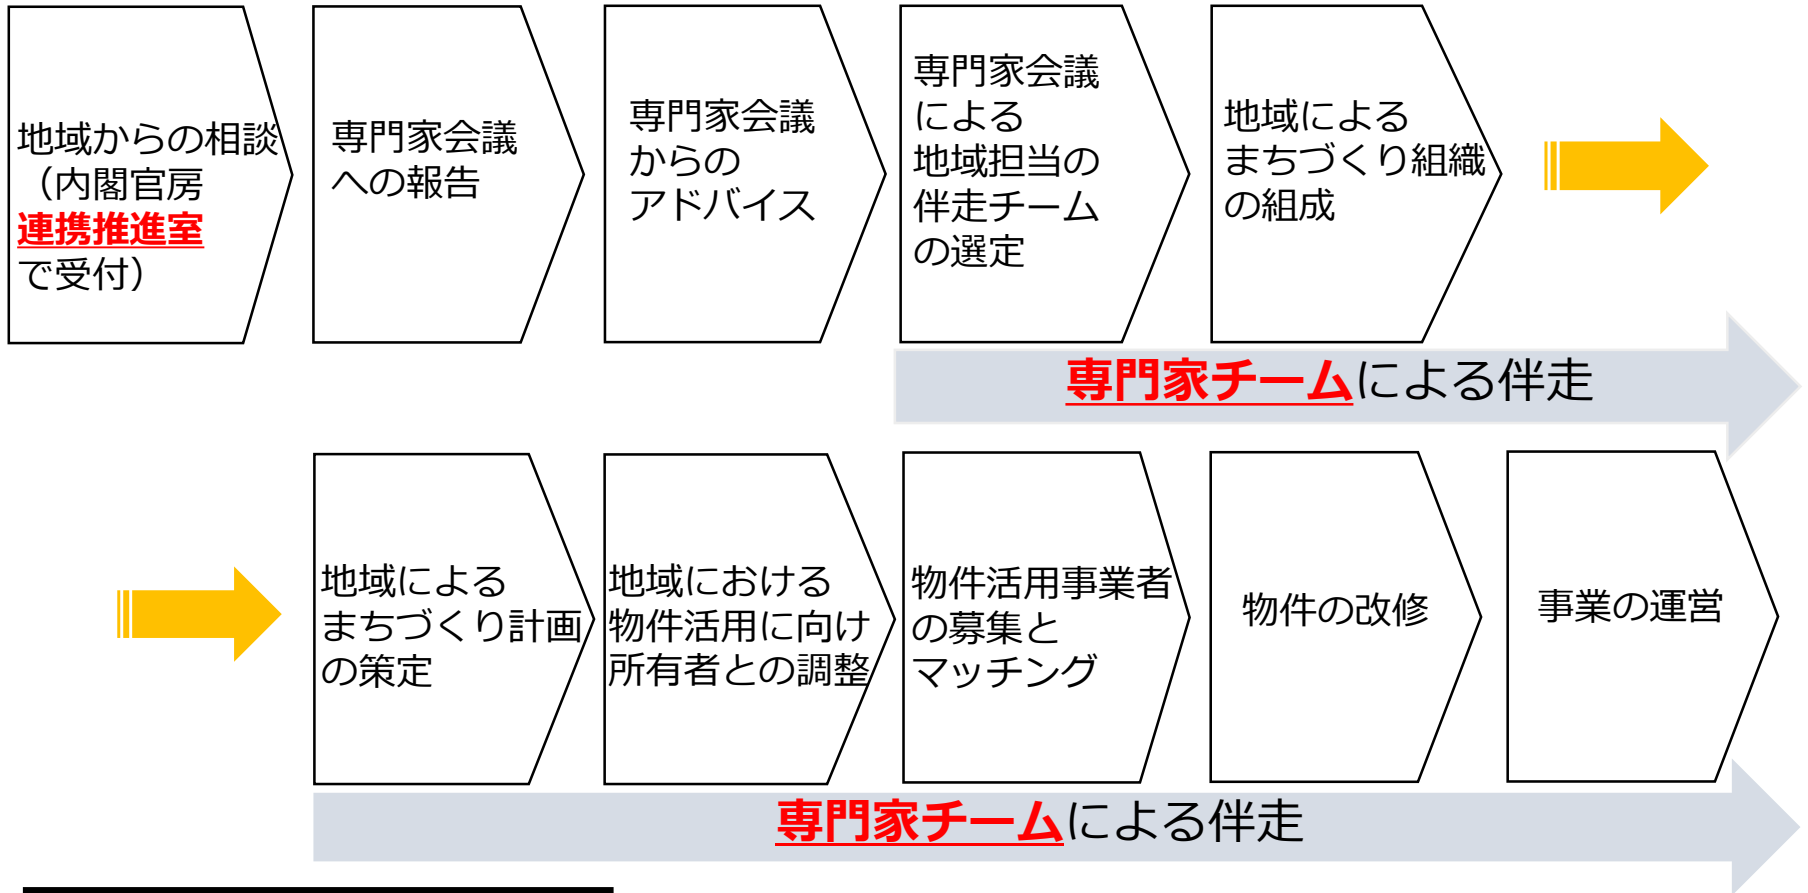 地域からの相談
（内閣官房
連携推進室
で受付）
専門家会議
への報告
専門家会議
からの
アドバイス
専門家会議
による
地域担当の
伴走チーム
の選定
地域による
まちづくり組織
の組成
専門家チームによる伴走
地域による
まちづくり計画
の策定
地域における
物件活用に向け
所有者との調整
物件活用事業者
の募集と
マッチング
物件の改修
事業の運営
専門家チームによる伴走